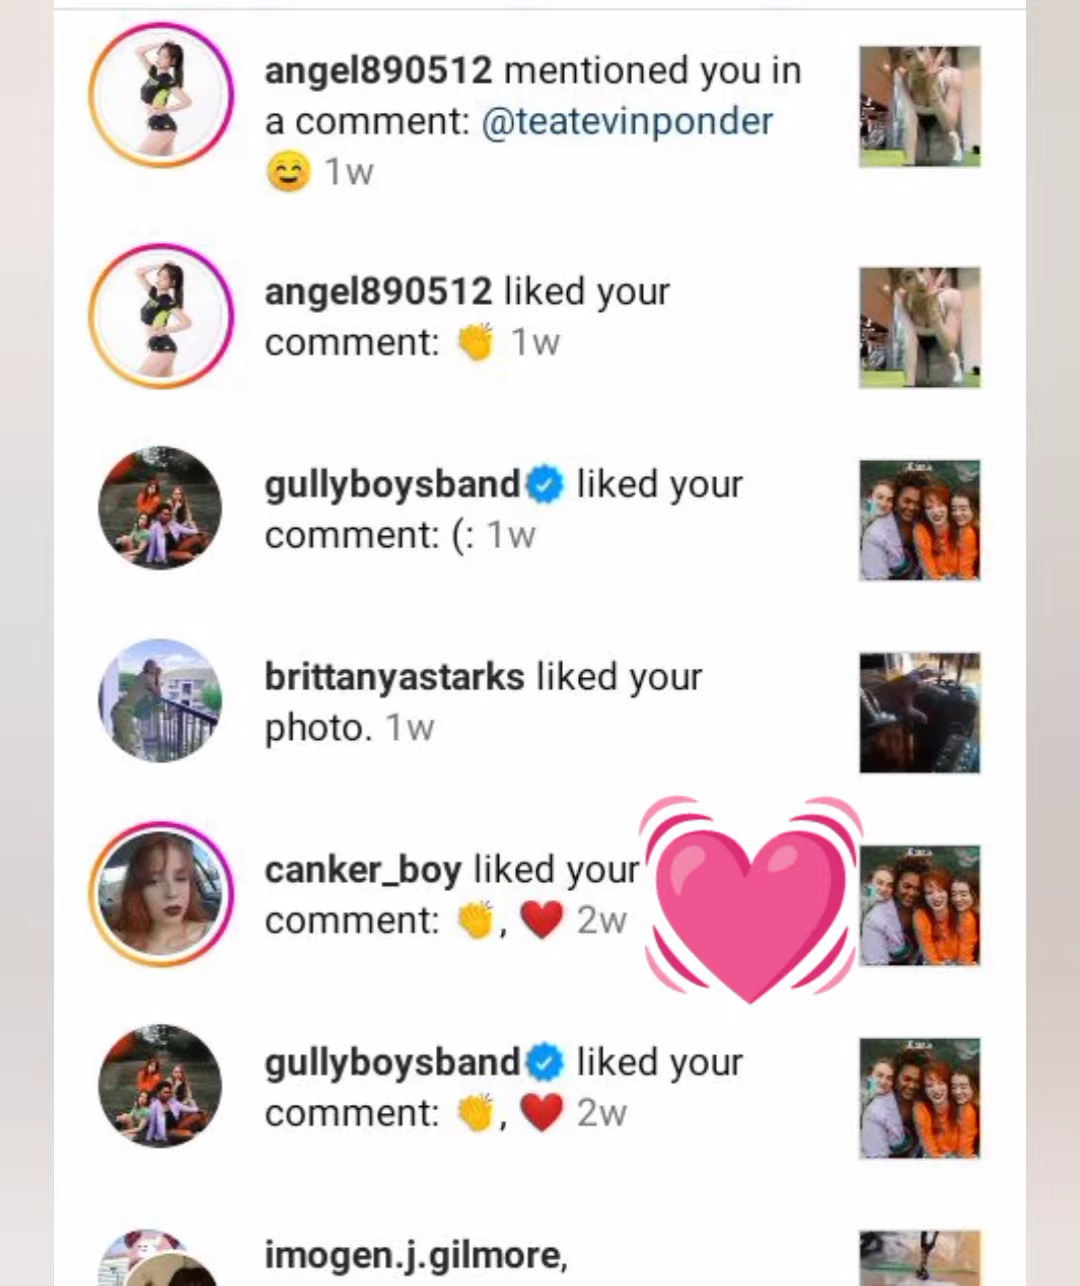 angel890512 mentioned you in
a comment: @teatevinponder
😊 1w
angel890512 liked your
comment: 👏 1w
gullyboysband liked your
comment: (: 1w
brittanyastarks liked your
photo. 1w
canker_boy liked your
comment: 👏, ❤️ 2w
gullyboysband liked your
comment: 👏, ❤️ 2w
imogen.j.gilmore,